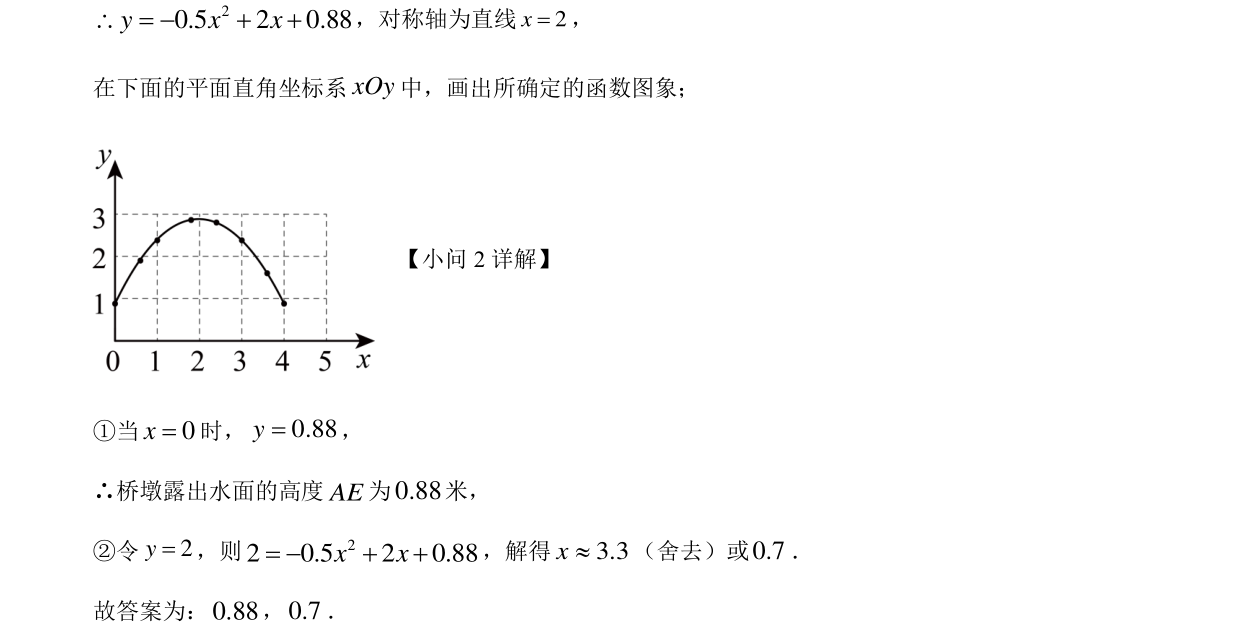 ∴ y = −0.5x² + 2x + 0.88，对称轴为直线 x = 2，
在下面的平面直角坐标系 xOy 中，画出所确定的函数图象；
y
3
2
1
0 1 2 3 4 5 x
【小问 2 详解】
①当 x = 0 时， y = 0.88，
∴桥墩露出水面的高度 AE 为 0.88 米，
②令 y = 2，则 2 = −0.5x² + 2x + 0.88，解得 x ≈ 3.3（舍去）或 0.7．
故答案为：0.88，0.7．